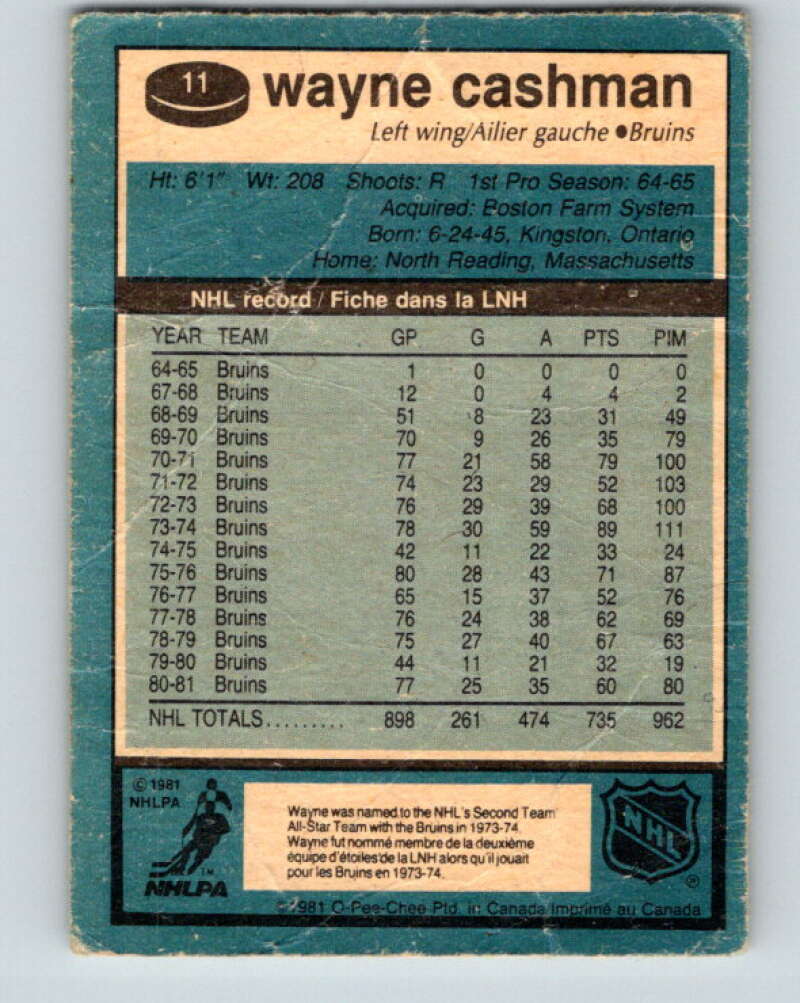 11 wayne cashman
Left wing/Ailier gauche •Bruins
Ht: 6'1" Wt: 208 Shoots: R 1st Pro Season: 64-65
Acquired: Boston Farm System
Born: 6-24-45, Kingston, Ontario
Home: North Reading, Massachusetts
NHL record / Fiche dans la LNH
YEAR TEAM GP G A PTS PIM
64-65 Bruins 1 0 0 0 0
67-68 Bruins 12 0 4 4 2
68-69 Bruins 51 8 23 31 49
69-70 Bruins 70 9 26 35 79
70-71 Bruins 77 21 58 79 100
71-72 Bruins 74 23 29 52 103
72-73 Bruins 76 29 39 68 100
73-74 Bruins 78 30 59 89 111
74-75 Bruins 42 11 22 33 24
75-76 Bruins 80 28 43 71 87
76-77 Bruins 65 15 37 52 76
77-78 Bruins 76 24 38 62 69
78-79 Bruins 75 27 40 67 63
79-80 Bruins 44 11 21 32 19
80-81 Bruins 77 25 35 60 80
NHL TOTALS......... 898 261 474 735 962
© 1981
NHLPA
TM
NHLPA
Wayne was named to the NHL's Second Team
All-Star Team with the Bruins in 1973-74.
Wayne fut nommé membre de la deuxième
équipe d'étoiles de la LNH alors qu'il jouait
pour les Bruins en 1973-74.
NHL
®
©1981 O-Pee-Chee Ptd. in Canada Imprimé au Canada